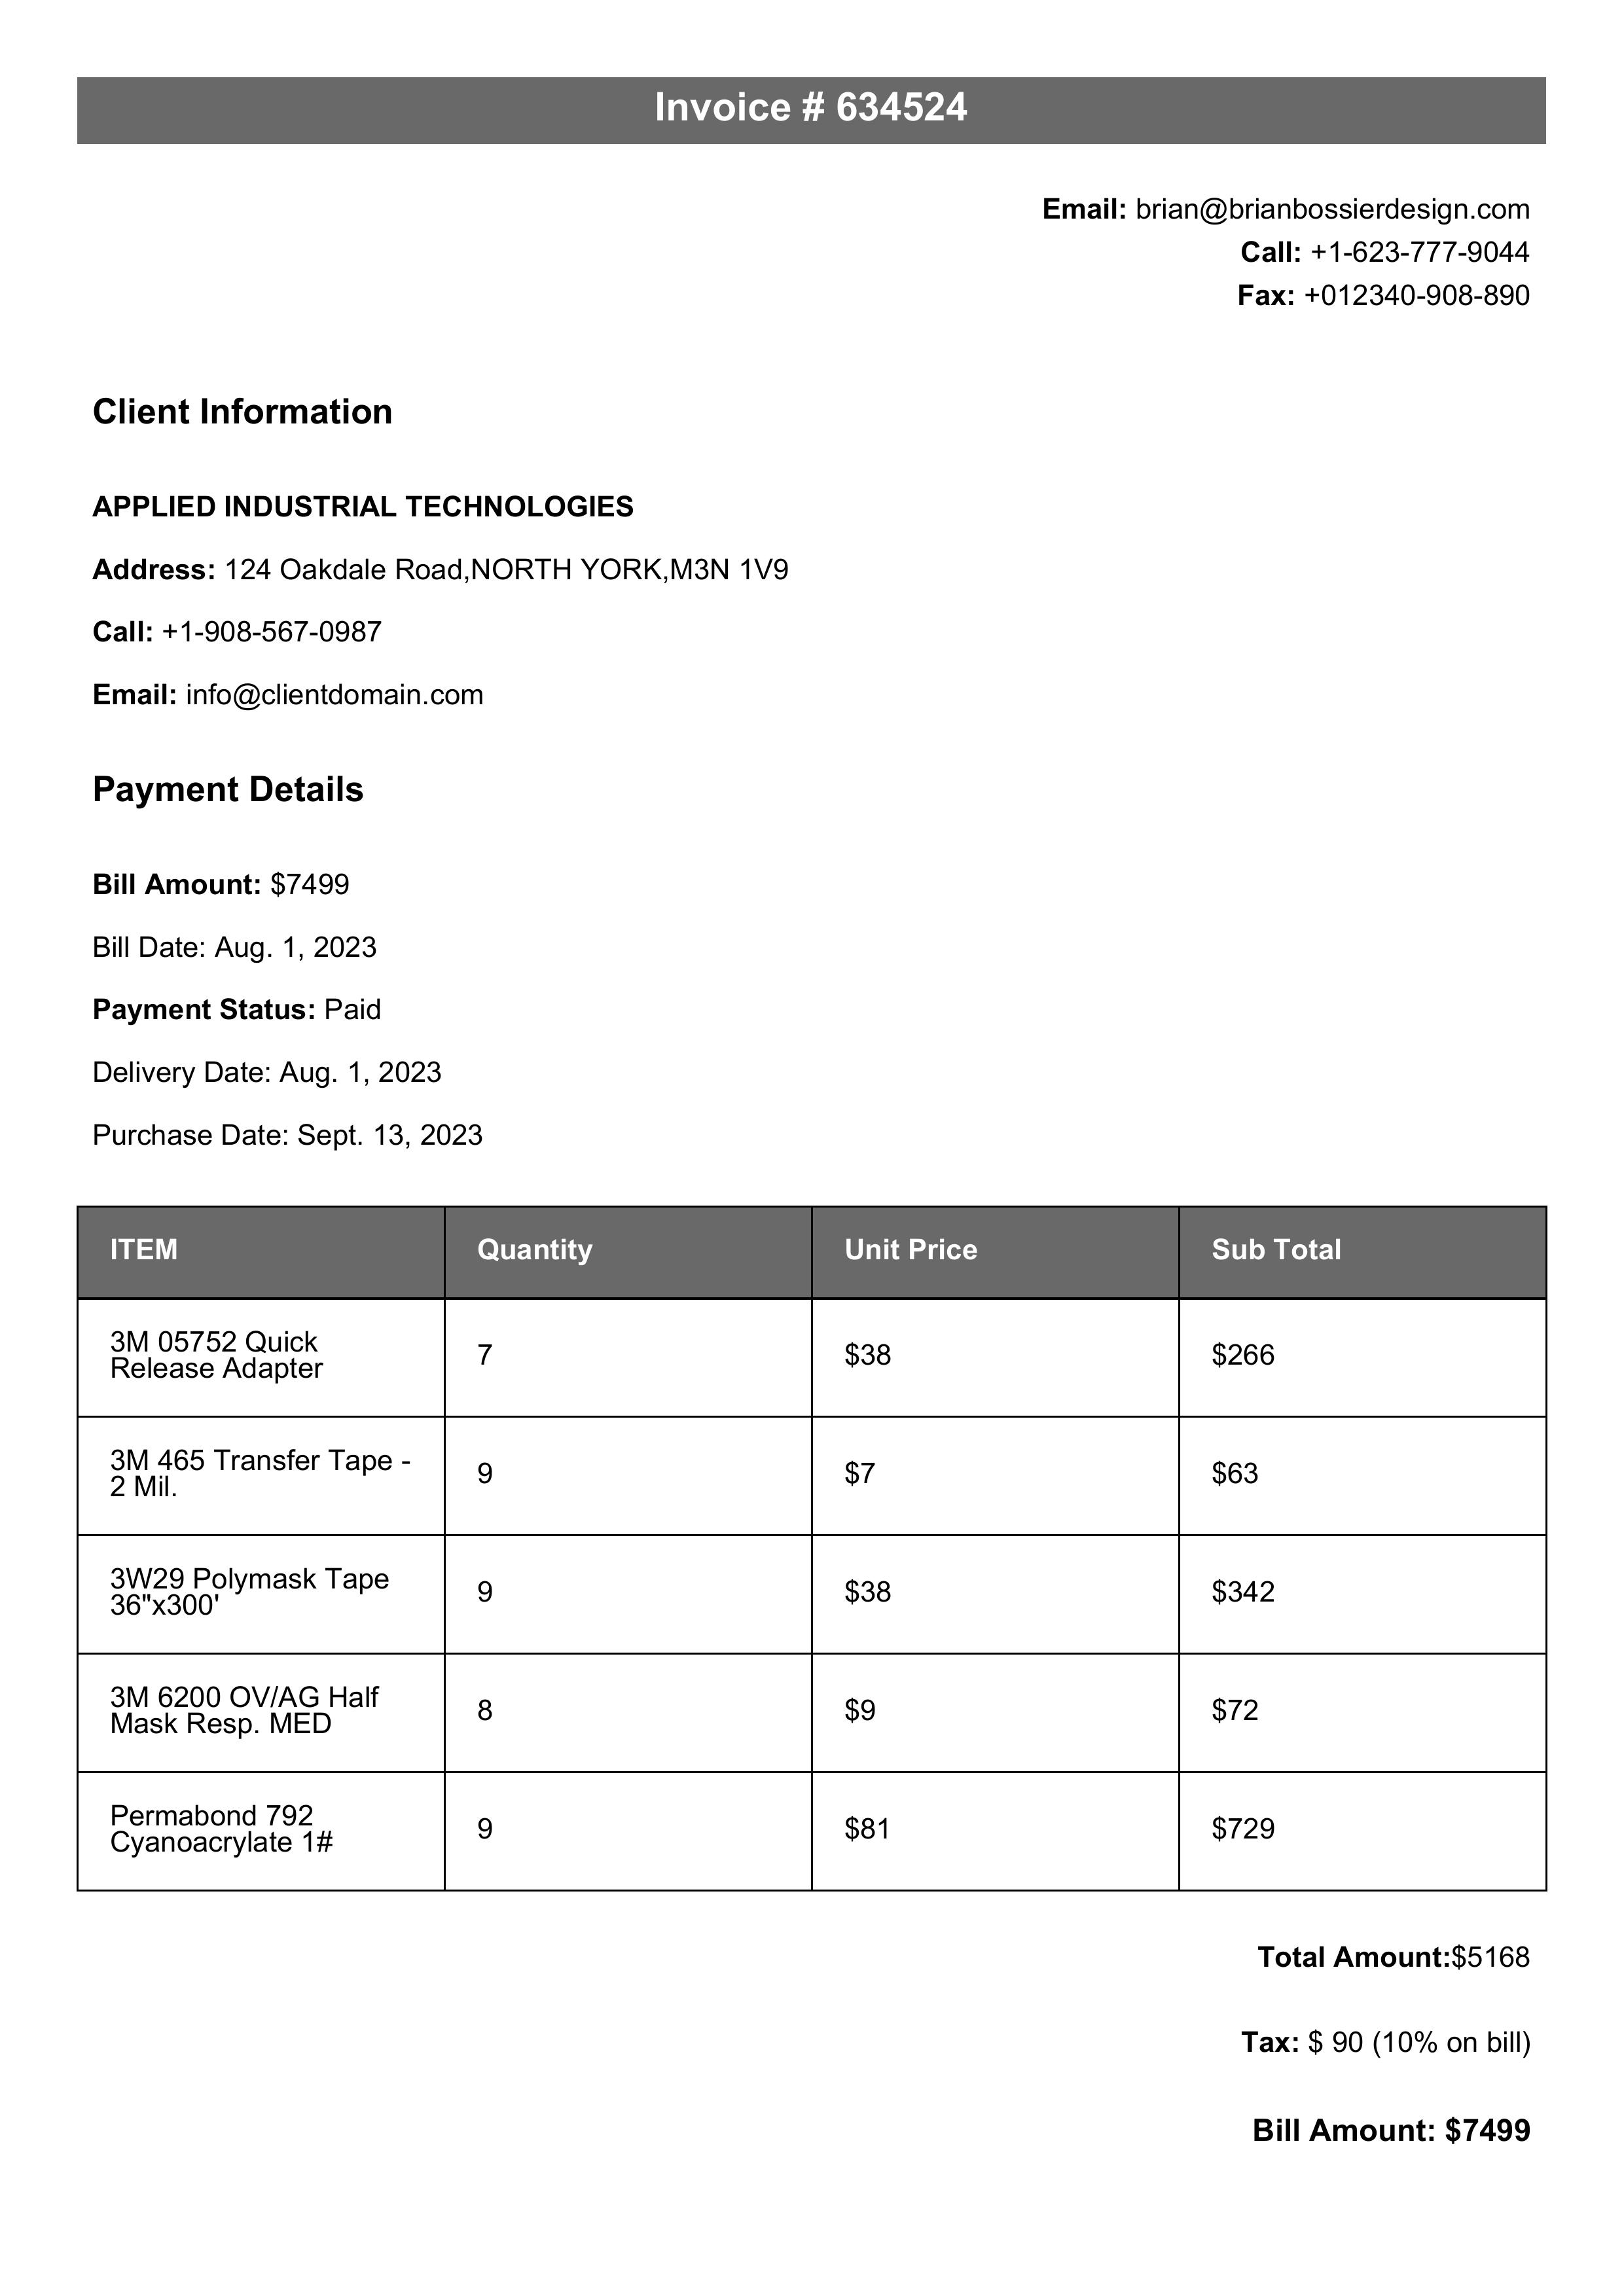 Invoice # 634524
Email: brian@brianbossierdesign.com
Call: +1-623-777-9044
Fax: +012340-908-890
Client Information
APPLIED INDUSTRIAL TECHNOLOGIES
Address: 124 Oakdale Road,NORTH YORK,M3N 1V9
Call: +1-908-567-0987
Email: info@clientdomain.com
Payment Details
Bill Amount: $7499
Bill Date: Aug. 1, 2023
Payment Status: Paid
Delivery Date: Aug. 1, 2023
Purchase Date: Sept. 13, 2023
ITEM Quantity Unit Price Sub Total
3M 05752 Quick
Release Adapter
7 $38 $266
3M 465 Transfer Tape -
2 Mil.
9 $7 $63
3W29 Polymask Tape
36"x300'
9 $38 $342
3M 6200 OV/AG Half
Mask Resp. MED
8 $9 $72
Permabond 792
Cyanoacrylate 1#
9 $81 $729
Total Amount:$5168
Tax: $ 90 (10% on bill)
Bill Amount: $7499